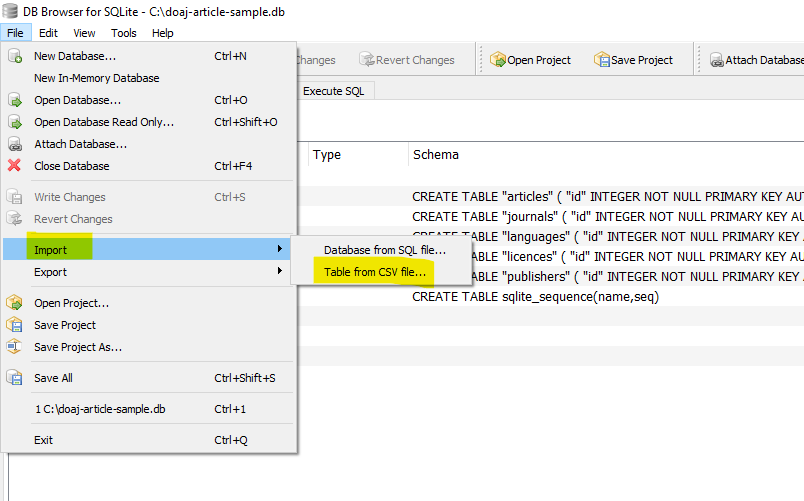 DB Browser for SQLite - C:\doaj-article-sample.db
File Edit View Tools Help
New Database... Ctrl+N
New In-Memory Database
Open Database... Ctrl+O
Open Database Read Only... Ctrl+Shift+O
Attach Database...
Close Database Ctrl+F4
Write Changes Ctrl+S
Revert Changes
Import
Export
Open Project...
Save Project
Save Project As...
Save All Ctrl+Shift+S
1 C:\doaj-article-sample.db Ctrl+1
Exit Ctrl+Q
Database from SQL file...
Table from CSV file...
Changes Revert Changes Open Project Save Project Attach Database
Execute SQL
Type Schema
CREATE TABLE "articles" ( "id" INTEGER NOT NULL PRIMARY KEY AU
CREATE TABLE "journals" ( "id" INTEGER NOT NULL PRIMARY KEY AU
"languages" ( "id" INTEGER NOT NULL PRIMARY KEY
"licences" ( "id" INTEGER NOT NULL PRIMARY KEY AU
"publishers" ( "id" INTEGER NOT NULL PRIMARY KEY
CREATE TABLE sqlite_sequence(name,seq)